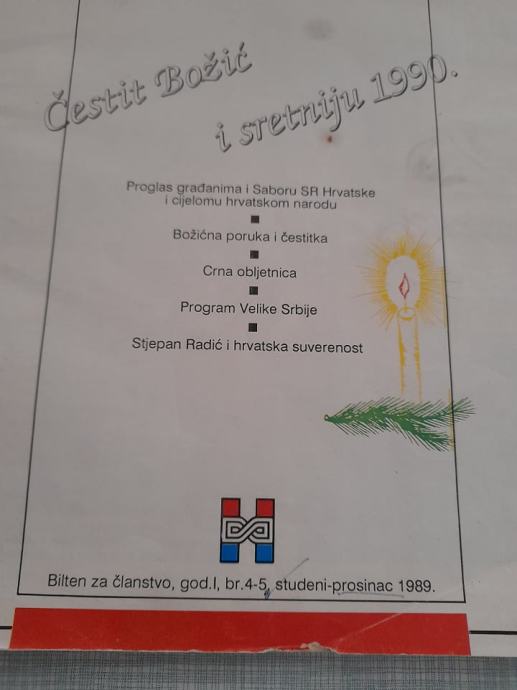 Čestit Božić
i sretniju 1990.
Proglas građanima i Saboru SR Hrvatske
i cijelomu hrvatskom narodu
Božićna poruka i čestitka
Crna obljetnica
Program Velike Srbije
Stjepan Radić i hrvatska suverenost
H
Bilten za članstvo, god.I, br.4-5, studeni-prosinac 1989.